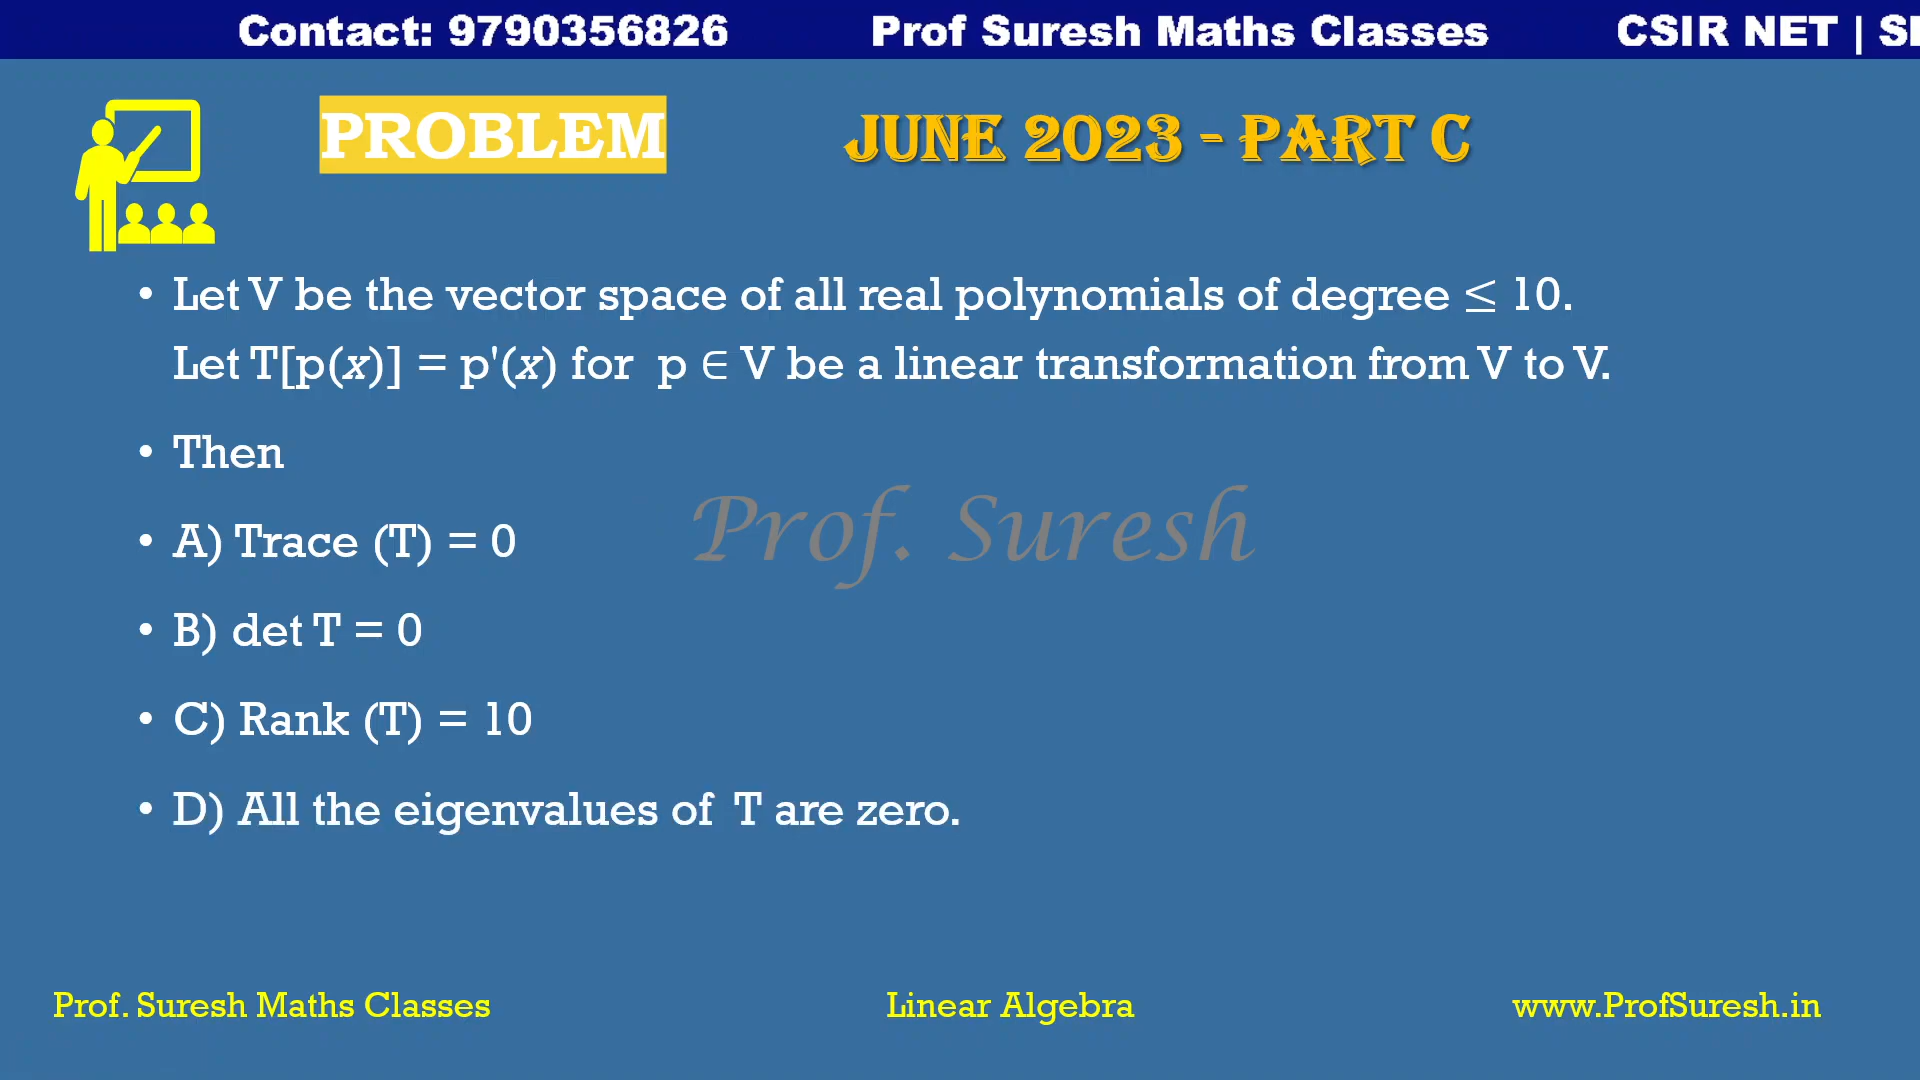 Contact: 9790356826 Prof Suresh Maths Classes CSIR NET |
PROBLEM JUNE 2023 - PART C
• Let V be the vector space of all real polynomials of degree ≤ 10.
Let T[p(x)] = p'(x) for p ∈ V be a linear transformation from V to V.
• Then
Prof. Suresh
• A) Trace (T) = 0
• B) det T = 0
• C) Rank (T) = 10
• D) All the eigenvalues of T are zero.
Prof. Suresh Maths Classes Linear Algebra www.ProfSuresh.in